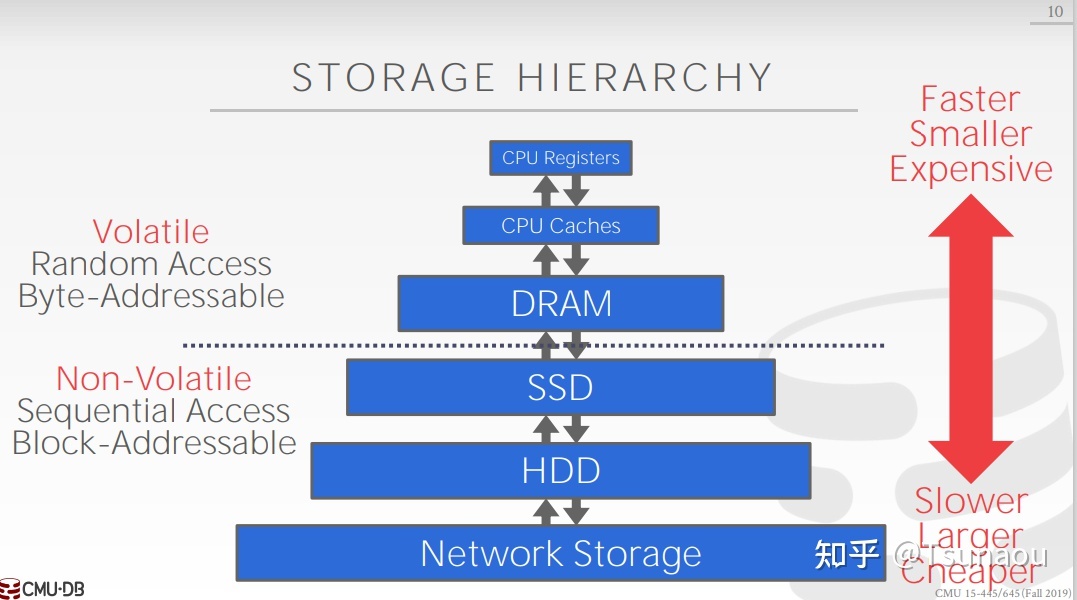 10
STORAGE HIERARCHY
Faster
Smaller
Expensive
CPU Registers
CPU Caches
Volatile
Random Access
Byte-Addressable
DRAM
Non-Volatile
Sequential Access
Block-Addressable
SSD
HDD
Slower
Larger
Cheaper
Network Storage
知乎 @Tsunaou
CMU·DB
CMU 15-445/645 (Fall 2019)